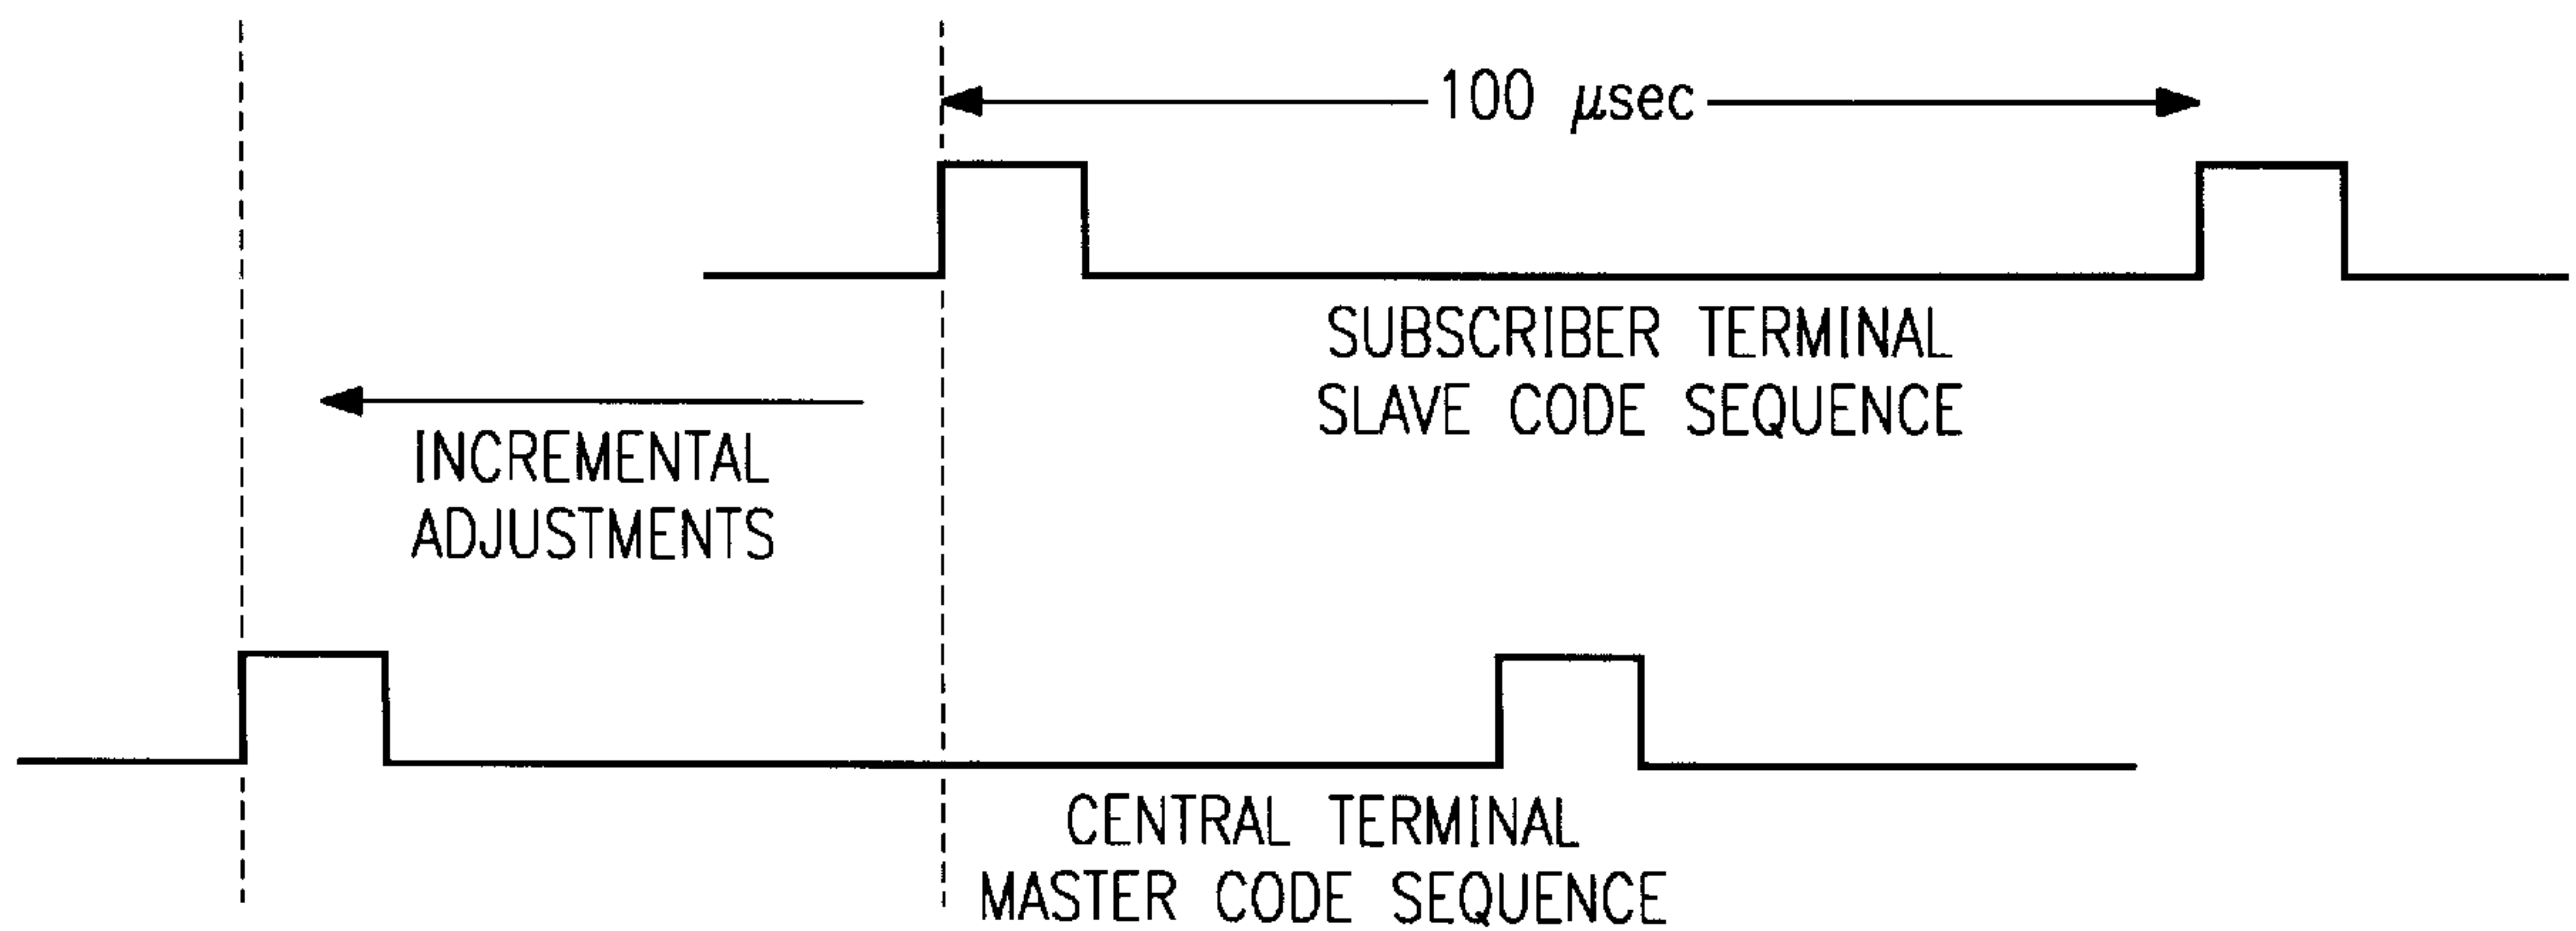 100 μsec
SUBSCRIBER TERMINAL
SLAVE CODE SEQUENCE
INCREMENTAL
ADJUSTMENTS
CENTRAL TERMINAL
MASTER CODE SEQUENCE